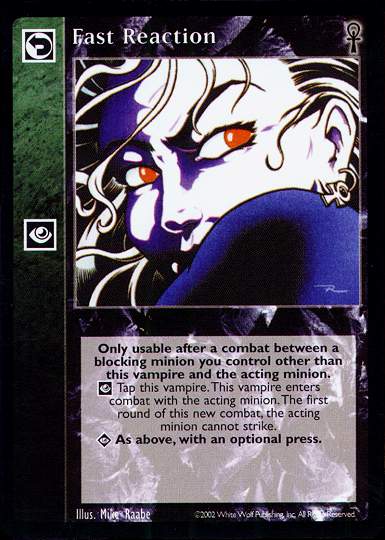 Fast Reaction
Only usable after a combat between a
blocking minion you control other than
this vampire and the acting minion.
Tap this vampire. This vampire enters
combat with the acting minion. The first
round of this new combat, the acting
minion cannot strike.
As above, with an optional press.
Illus. Mike Raabe
©2002 White Wolf Publishing, Inc. All Rights Reserved.